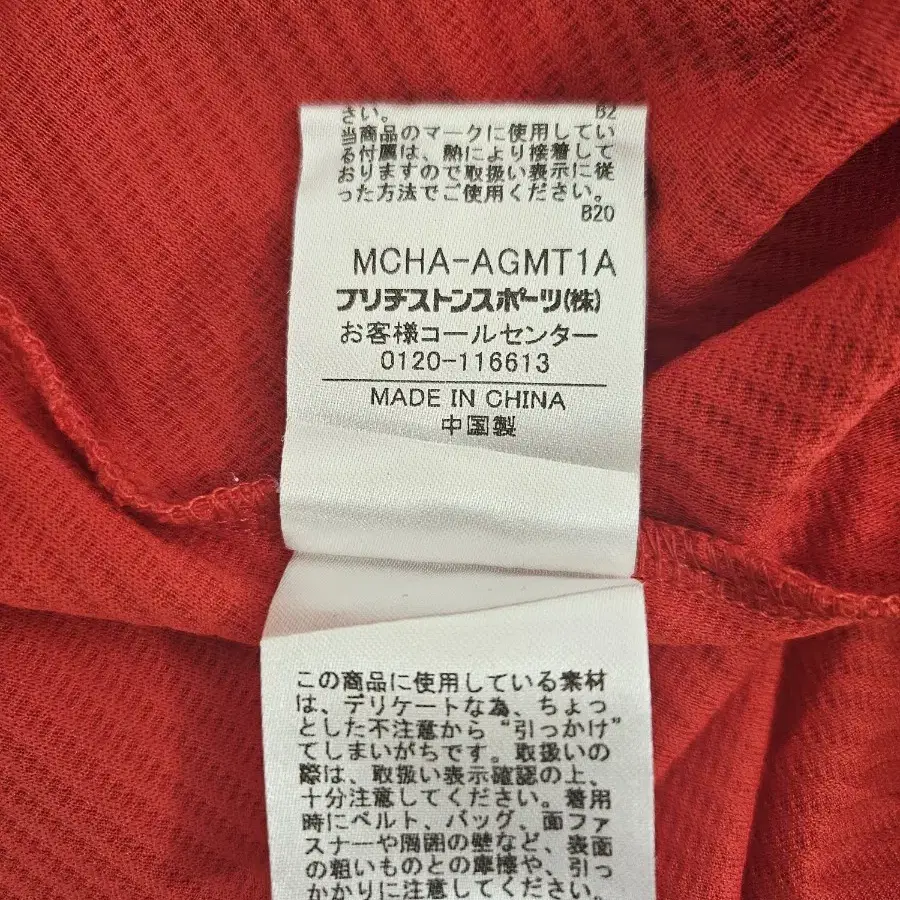 さい。 B2
当商品のマークに使用してい
る付属は、熱により接着して
おりますので取扱い表示に従
った方法でご使用ください。
B20
MCHA-AGMT1A
ブリヂストンスポーツ(株)
お客様コールセンター
0120-116613
MADE IN CHINA
中国製
この商品に使用している素材
は、デリケートな為、ちょっ
とした不注意から“引っかけ”
てしまいがちです。取扱いの
際は、取扱い表示確認の上、
十分注意してください。着用
時にベルト、バッグ、面ファ
スナーや周囲の壁など、表面
の粗いものとの摩擦や、引っ
かかりに注意してください。